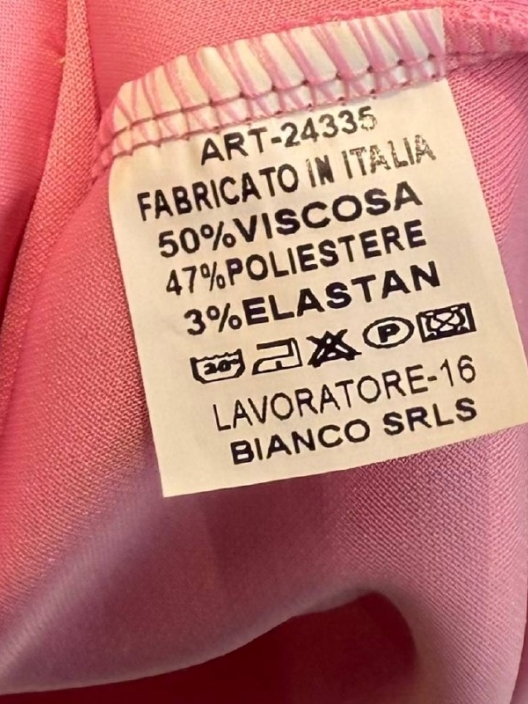 ART-24335
FABRICATO IN ITALIA
50%VISCOSA
47%POLIESTERE
3%ELASTAN
30° P
LAVORATORE-16
BIANCO SRLS